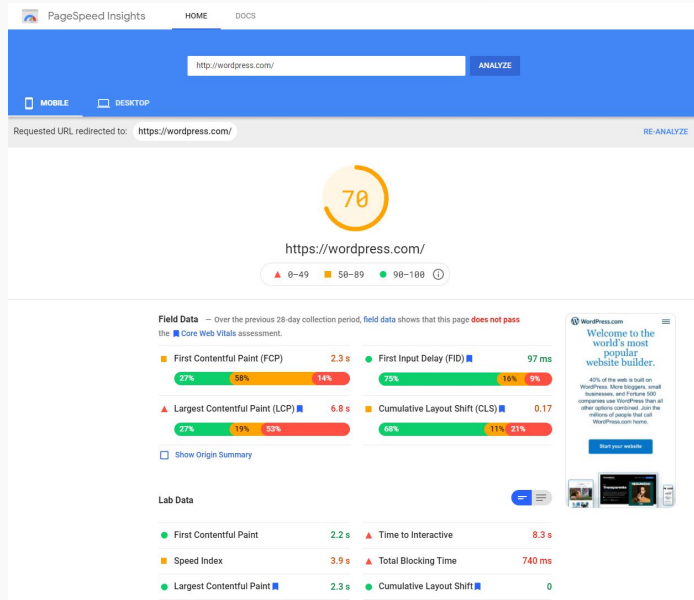 PageSpeed Insights HOME DOCS
http://wordpress.com/ ANALYZE
MOBILE DESKTOP
Requested URL redirected to: https://wordpress.com/ RE-ANALYZE
70
https://wordpress.com/
0–49 50–89 90–100
Field Data — Over the previous 28-day collection period, field data shows that this page does not pass
the Core Web Vitals assessment.
First Contentful Paint (FCP) 2.3 s
27% 58% 14%
First Input Delay (FID) 97 ms
75% 16% 9%
Largest Contentful Paint (LCP) 6.8 s
27% 19% 53%
Cumulative Layout Shift (CLS) 0.17
68% 11% 21%
Show Origin Summary
WordPress.com
Welcome to the
world's most
popular
website builder.
40% of the web is built on
WordPress. More bloggers, small
businesses, and Fortune 500
companies use WordPress than all
other options combined. Join the
millions of people that call
WordPress.com home.
Start your website
Lab Data
First Contentful Paint 2.2 s
Time to Interactive 8.3 s
Speed Index 3.9 s
Total Blocking Time 740 ms
Largest Contentful Paint 2.3 s
Cumulative Layout Shift 0